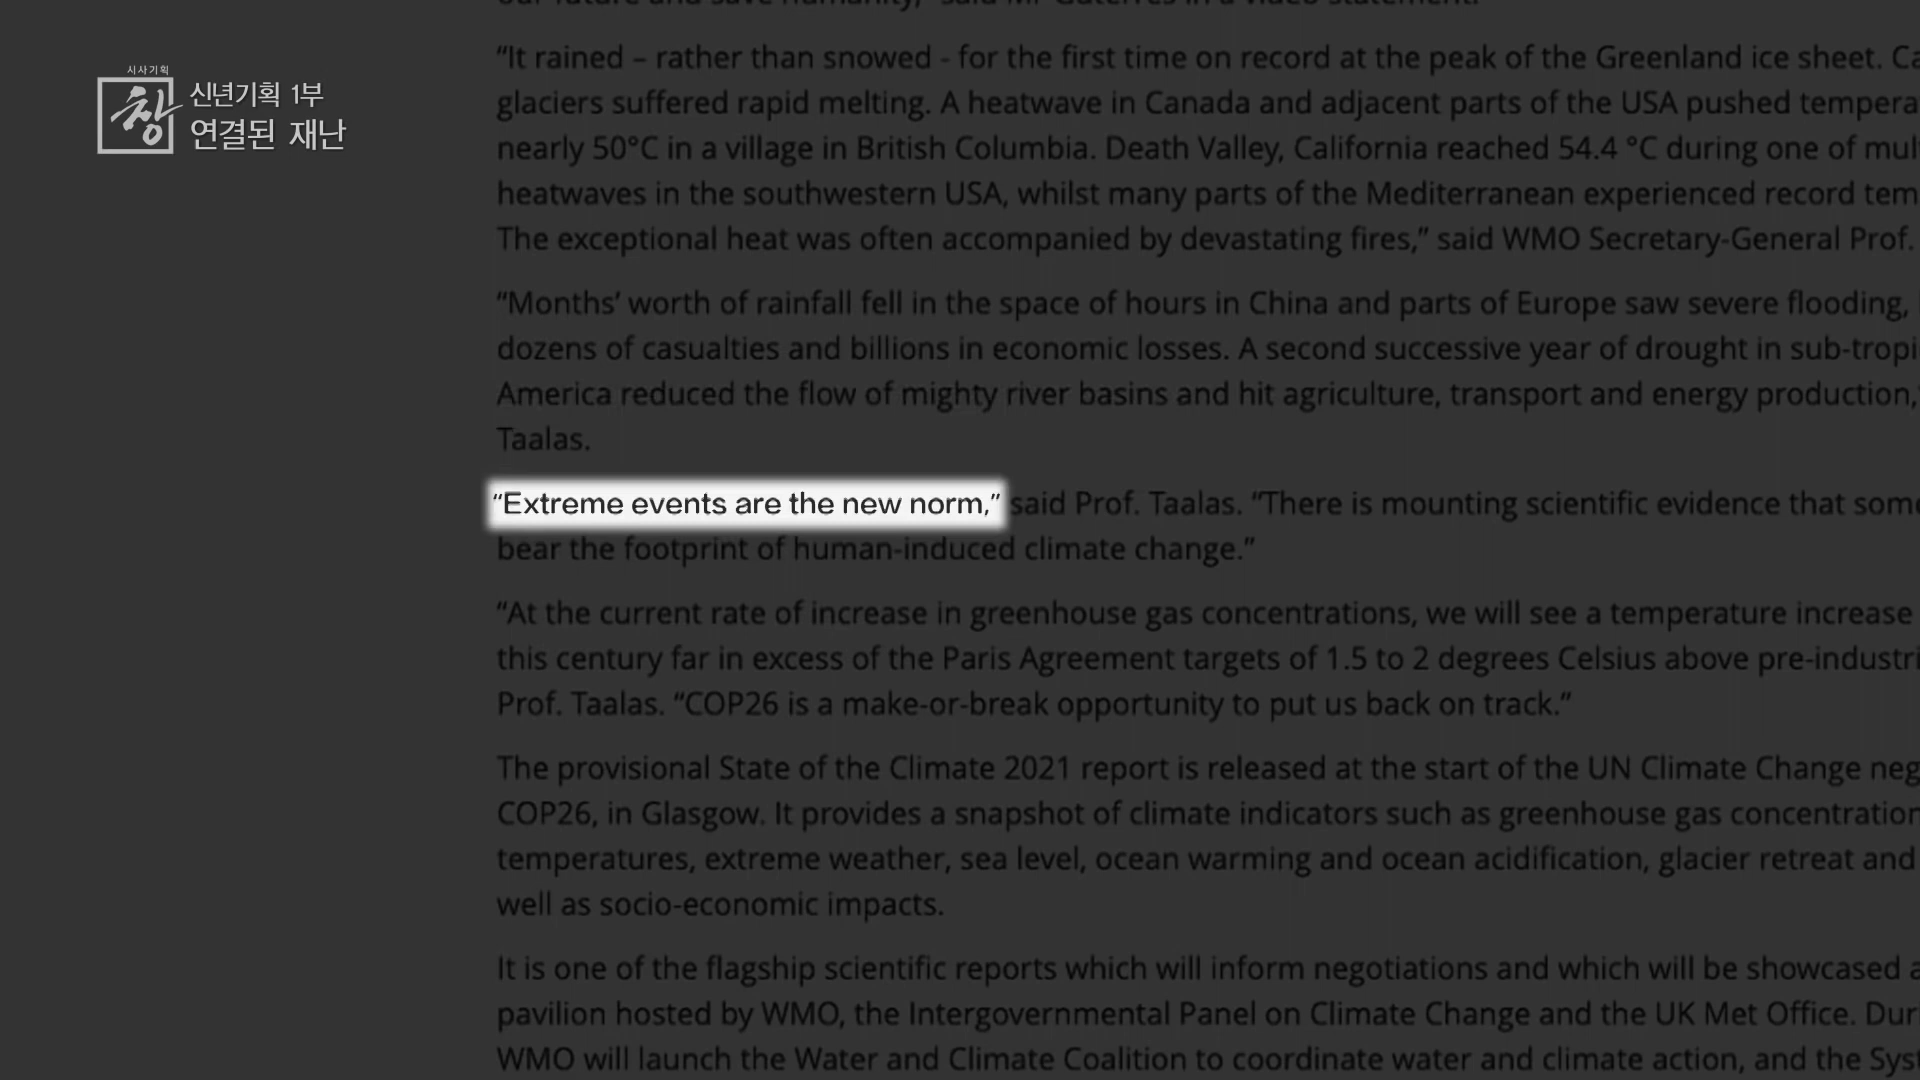 시사기획
창
신년기획 1부
연결된 재난
our future and save humanity,” said Mr Guterres in a video statement.
“It rained – rather than snowed - for the first time on record at the peak of the Greenland ice sheet.
glaciers suffered rapid melting. A heatwave in Canada and adjacent parts of the USA pushed
nearly 50°C in a village in British Columbia. Death Valley, California reached 54.4 °C during one of
heatwaves in the southwestern USA, whilst many parts of the Mediterranean experienced record
The exceptional heat was often accompanied by devastating fires,” said WMO Secretary-General Prof.
“Months’ worth of rainfall fell in the space of hours in China and parts of Europe saw severe flooding,
dozens of casualties and billions in economic losses. A second successive year of drought in
America reduced the flow of mighty river basins and hit agriculture, transport and energy production,”
Taalas.
“Extreme events are the new norm,” said Prof. Taalas. “There is mounting scientific evidence that
bear the footprint of human-induced climate change.”
“At the current rate of increase in greenhouse gas concentrations, we will see a temperature increase
this century far in excess of the Paris Agreement targets of 1.5 to 2 degrees Celsius above
Prof. Taalas. “COP26 is a make-or-break opportunity to put us back on track.”
The provisional State of the Climate 2021 report is released at the start of the UN Climate Change
COP26, in Glasgow. It provides a snapshot of climate indicators such as greenhouse gas
temperatures, extreme weather, sea level, ocean warming and ocean acidification, glacier retreat and
well as socio-economic impacts.
It is one of the flagship scientific reports which will inform negotiations and which will be showcased
pavilion hosted by WMO, the Intergovernmental Panel on Climate Change and the UK Met Office.
WMO will launch the Water and Climate Coalition to coordinate water and climate action, and the